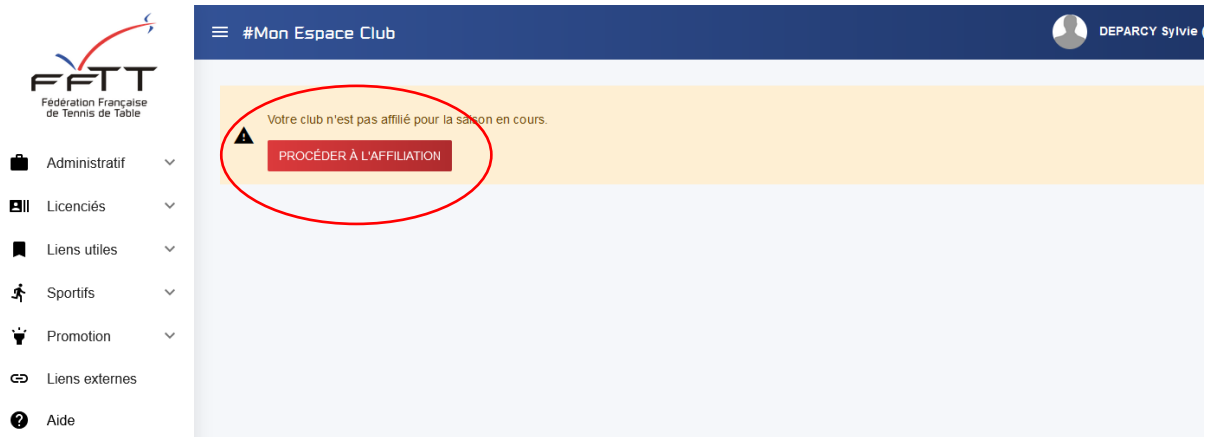 FFTT
Fédération Française
de Tennis de Table
Administratif
Licenciés
Liens utiles
Sportifs
Promotion
Liens externes
Aide
#Mon Espace Club
DEPARCY Sylvie (
Votre club n'est pas affilié pour la saison en cours.
PROCÉDER À L'AFFILIATION